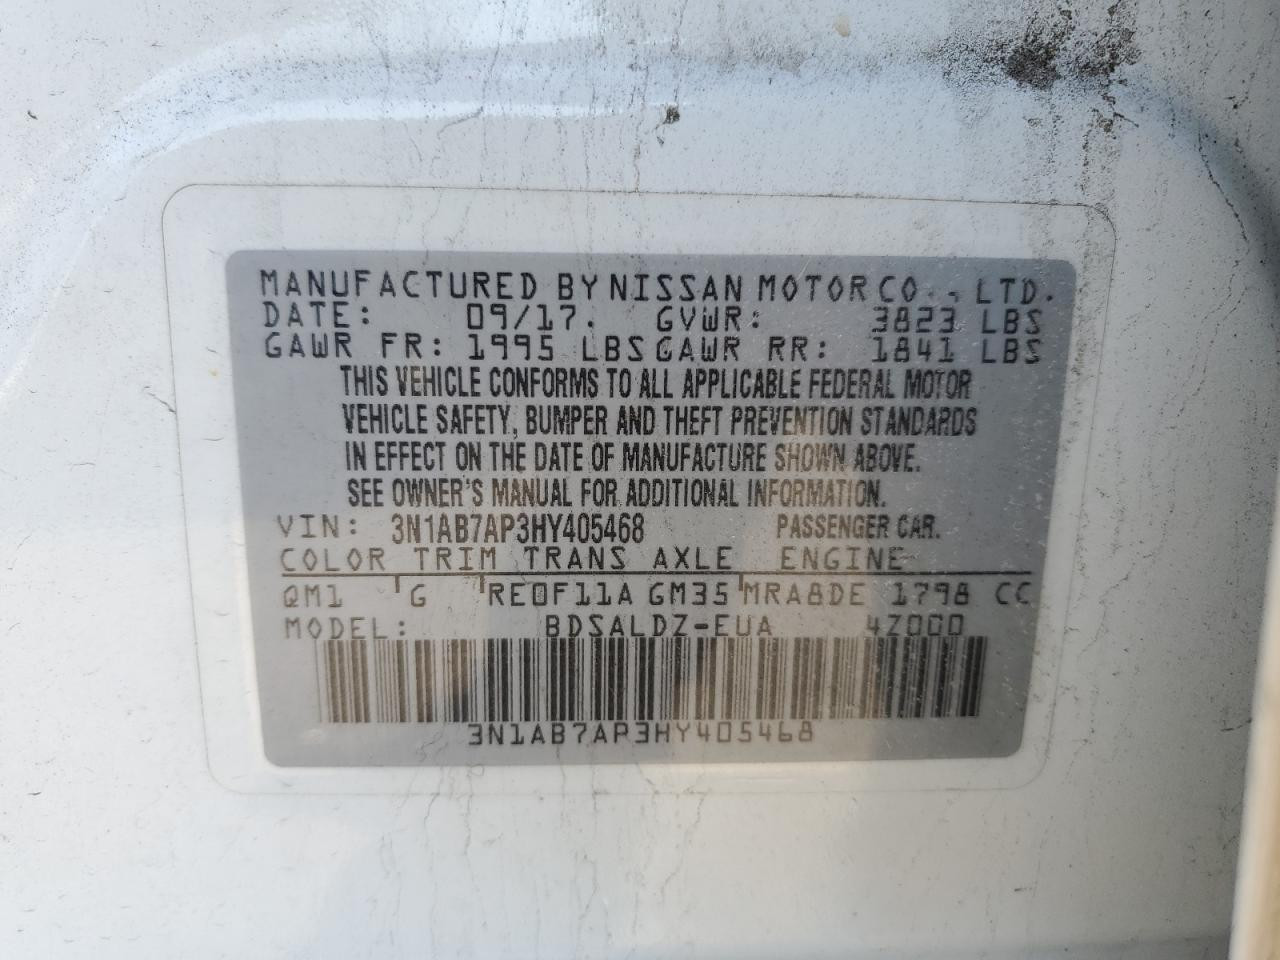 MANUFACTURED BY NISSAN MOTOR CO., LTD.
DATE: 09/17. GVWR: 3823 LBS
GAWR FR: 1995 LBS GAWR RR: 1841 LBS
THIS VEHICLE CONFORMS TO ALL APPLICABLE FEDERAL MOTOR
VEHICLE SAFETY, BUMPER AND THEFT PREVENTION STANDARDS
IN EFFECT ON THE DATE OF MANUFACTURE SHOWN ABOVE.
SEE OWNER'S MANUAL FOR ADDITIONAL INFORMATION.
VIN: 3N1AB7AP3HY405468 PASSENGER CAR.
COLOR TRIM TRANS AXLE ENGINE
QM1 G RE0F11A GM35 MRA8DE 1798 CC
MODEL: BDSALDZ-EUA 4Z000
3N1AB7AP3HY405468